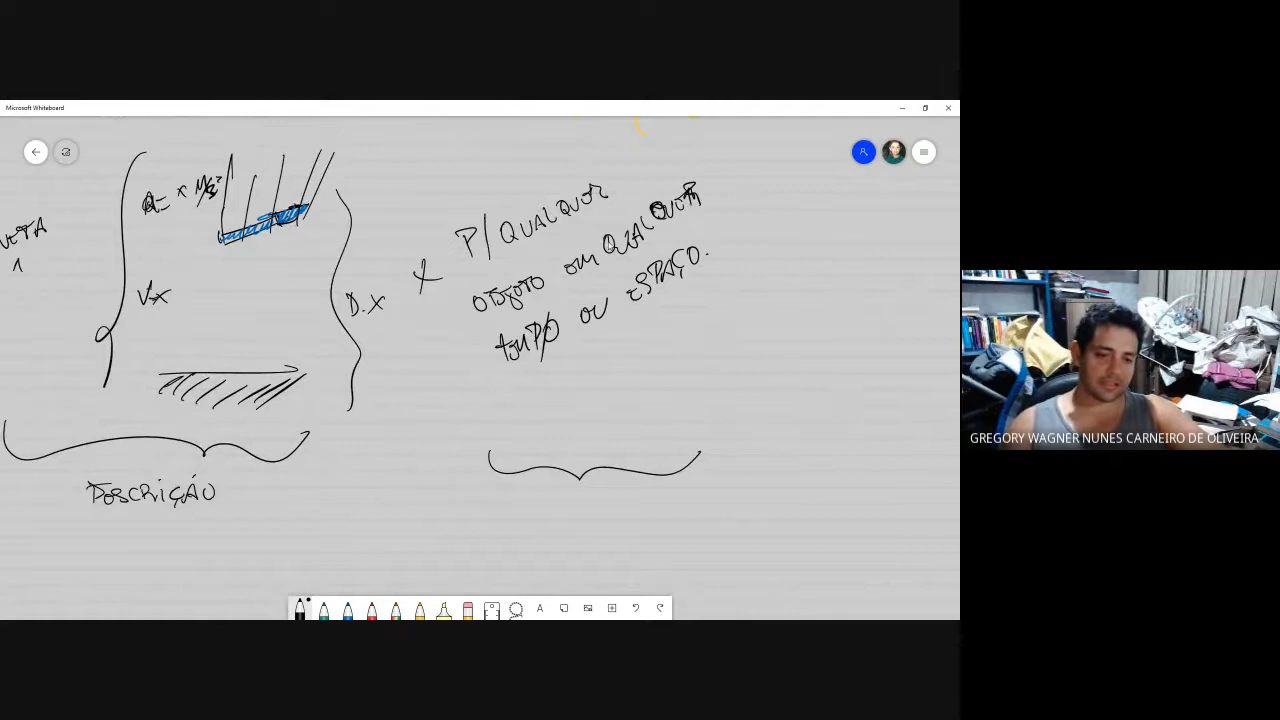 Microsoft Whiteboard
P/ QUALQUER
OBJETO EM QUALQUER
TEMPO OU ESPAÇO.
V=x
D.X
DESCRIÇÃO
A
GREGORY WAGNER NUNES CARNEIRO DE OLIVEIRA